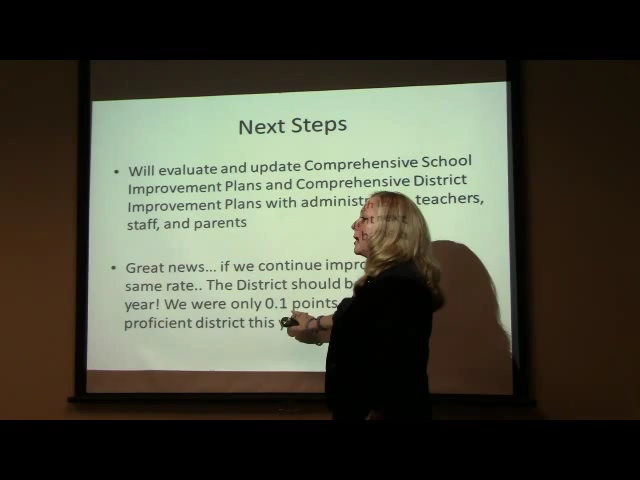 Next Steps
• Will evaluate and update Comprehensive School
Improvement Plans and Comprehensive District
Improvement Plans with teachers,
staff, and parents
• Great news... if we continue
same rate.. The District should
year! We were only 0.1 points
proficient district this